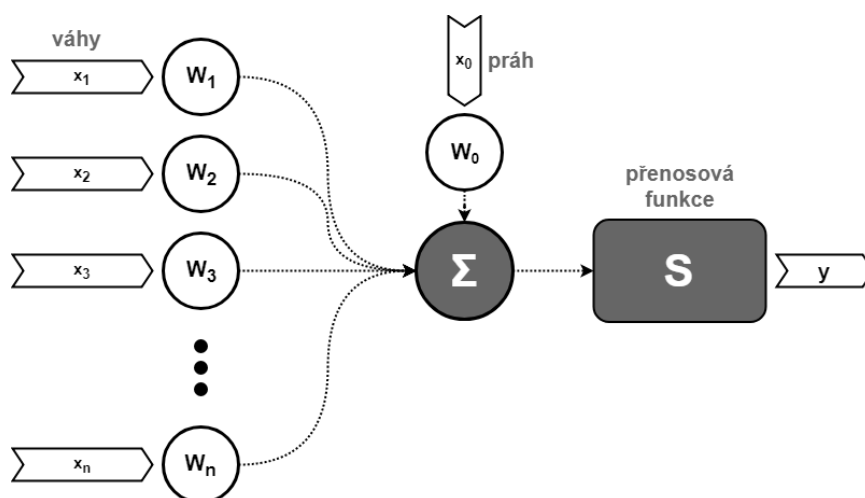 váhy
x₁
W₁
x₀
práh
W₀
x₂
W₂
přenosová
funkce
x₃
W₃
Σ
S
y
xₙ
Wₙ